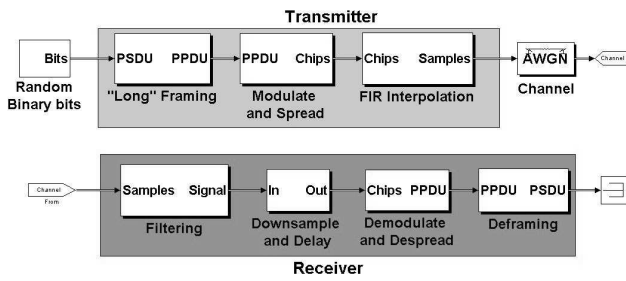 Transmitter
Bits
PSDU PPDU
PPDU Chips
Chips Samples
AWGN
Channel
Random
Binary bits
"Long" Framing
Modulate
and Spread
FIR Interpolation
Channel
Channel
From
Samples Signal
In Out
Chips PPDU
PPDU PSDU
Filtering
Downsample
and Delay
Demodulate
and Despread
Deframing
Receiver